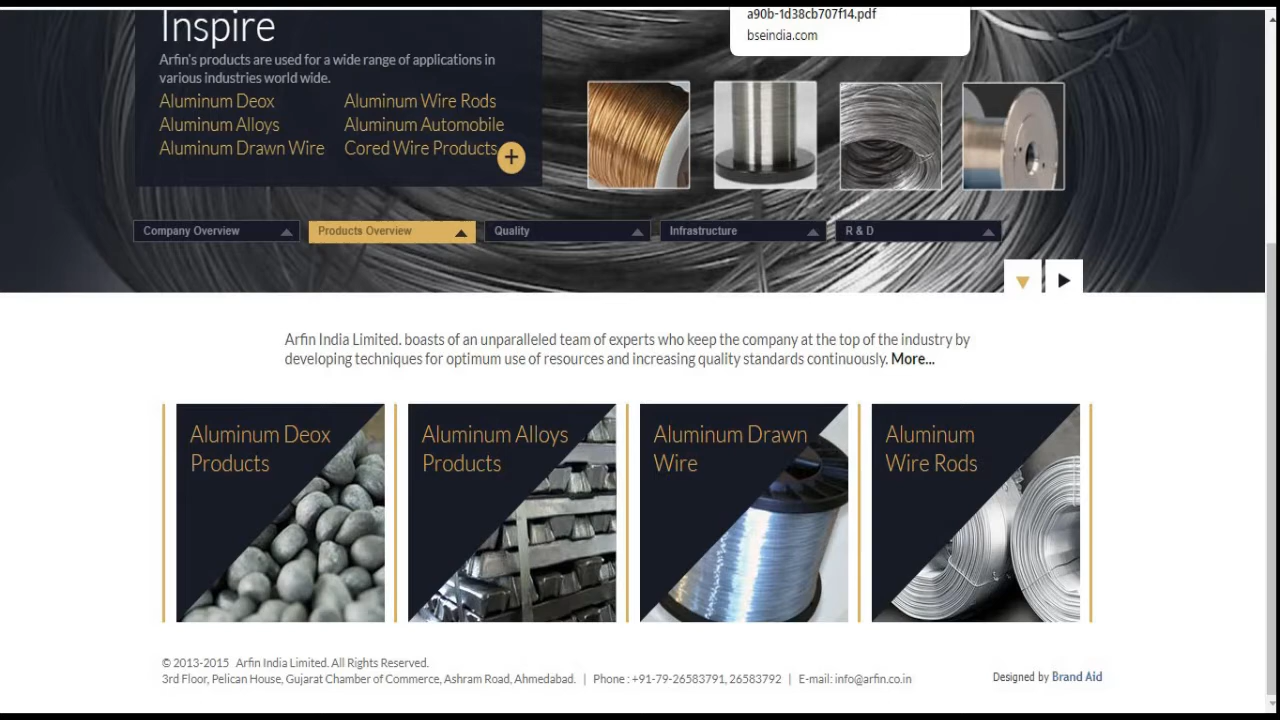 Inspire
Arfin's products are used for a wide range of applications in
various industries world wide.
Aluminum Deox
Aluminum Wire Rods
Aluminum Alloys
Aluminum Automobile
Aluminum Drawn Wire
Cored Wire Products
+
a90b-1d38cb707f14.pdf
bseindia.com
Company Overview
Products Overview
Quality
Infrastructure
R & D
Arfin India Limited. boasts of an unparalleled team of experts who keep the company at the top of the industry by
developing techniques for optimum use of resources and increasing quality standards continuously. More...
Aluminum Deox
Products
Aluminum Alloys
Products
Aluminum Drawn
Wire
Aluminum
Wire Rods
© 2013-2015 Arfin India Limited. All Rights Reserved.
3rd Floor, Pelican House, Gujarat Chamber of Commerce, Ashram Road, Ahmedabad. | Phone : +91-79-26583791, 26583792 | E-mail: info@arfin.co.in
Designed by Brand Aid